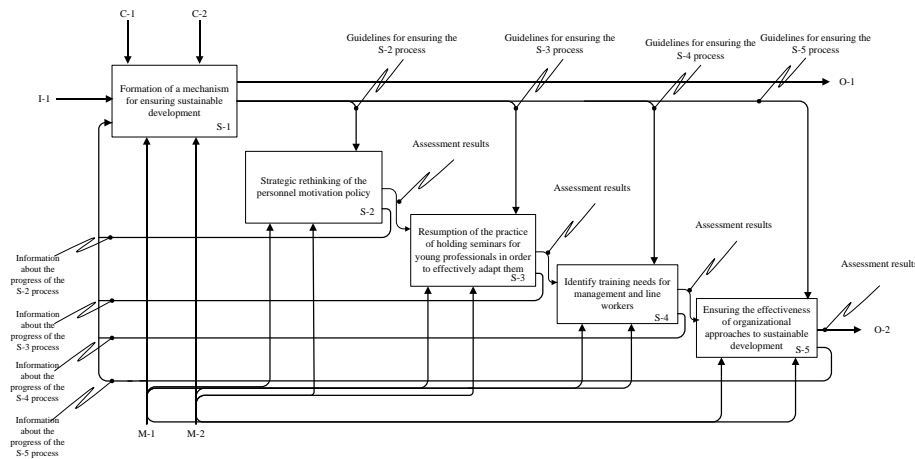 C-1
C-2
Guidelines for ensuring the
S-2 process
Guidelines for ensuring the
S-3 process
Guidelines for ensuring the
S-4 process
Guidelines for ensuring the
S-5 process
I-1
Formation of a mechanism
for ensuring sustainable
development
S-1
O-1
Strategic rethinking of the
personnel motivation policy
S-2
Assessment results
Resumption of the practice
of holding seminars for
young professionals in order
to effectively adapt them
S-3
Assessment results
Identify training needs for
management and line
workers
S-4
Assessment results
Ensuring the effectiveness
of organizational
approaches to sustainable
development
S-5
Assessment results
O-2
Information
about the
progress of the
S-2 process
Information
about the
progress of the
S-3 process
Information
about the
progress of the
S-4 process
Information
about the
progress of the
S-5 process
M-1
M-2